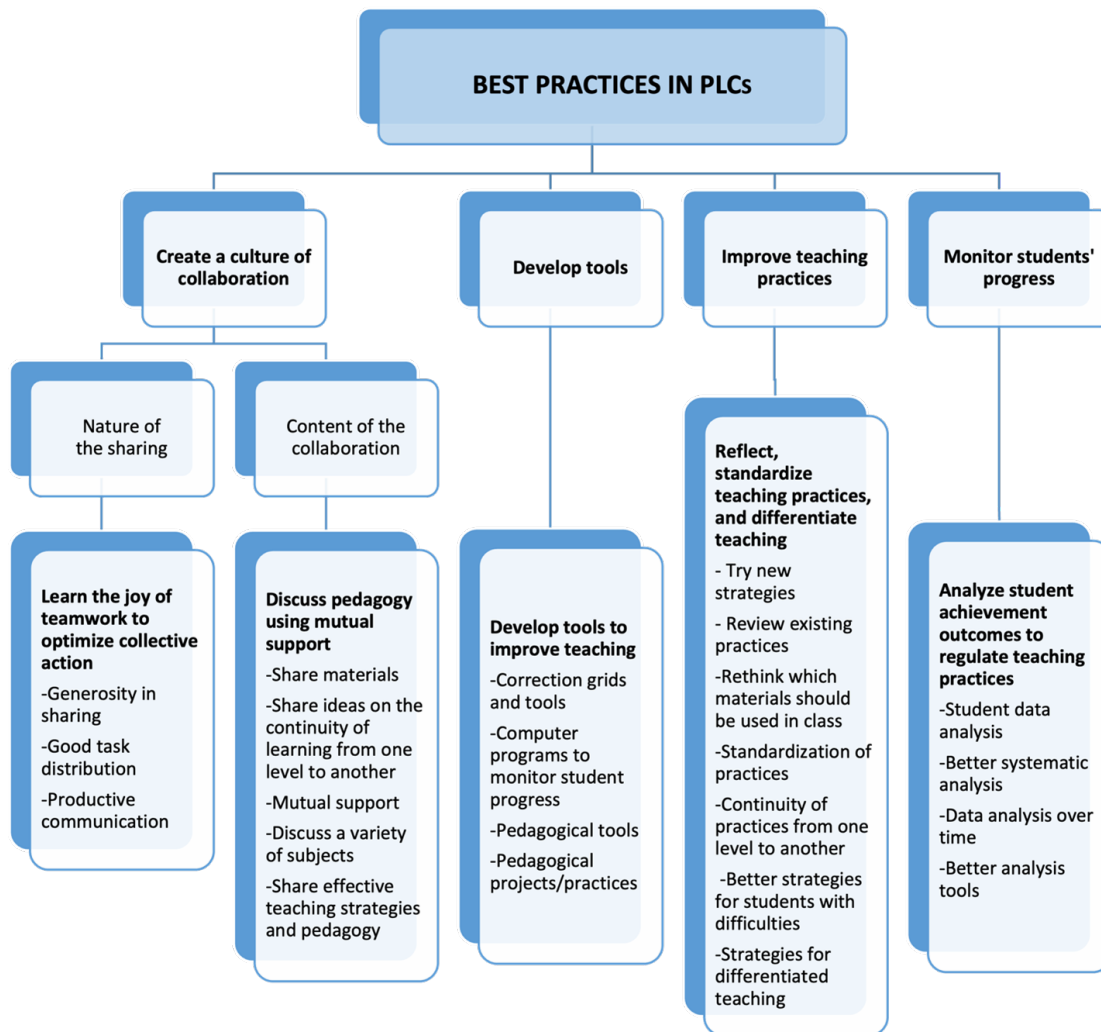 BEST PRACTICES IN PLCs
Create a culture of
collaboration
Develop tools
Improve teaching
practices
Monitor students'
progress
Nature of
the sharing
Content of the
collaboration
Learn the joy of
teamwork to
optimize collective
action
-Generosity in
sharing
-Good task
distribution
-Productive
communication
Discuss pedagogy
using mutual
support
-Share materials
-Share ideas on the
continuity of
learning from one
level to another
-Mutual support
-Discuss a variety
of subjects
-Share effective
teaching strategies
and pedagogy
Develop tools to
improve teaching
-Correction grids
and tools
-Computer
programs to
monitor student
progress
-Pedagogical tools
-Pedagogical
projects/practices
Reflect,
standardize
teaching practices,
and differentiate
teaching
- Try new
strategies
- Review existing
practices
-Rethink which
materials should
be used in class
-Standardization of
practices
-Continuity of
practices from one
level to another
-Better strategies
for students with
difficulties
-Strategies for
differentiated
teaching
Analyze student
achievement
outcomes to
regulate teaching
practices
-Student data
analysis
-Better systematic
analysis
-Data analysis over
time
-Better analysis
tools